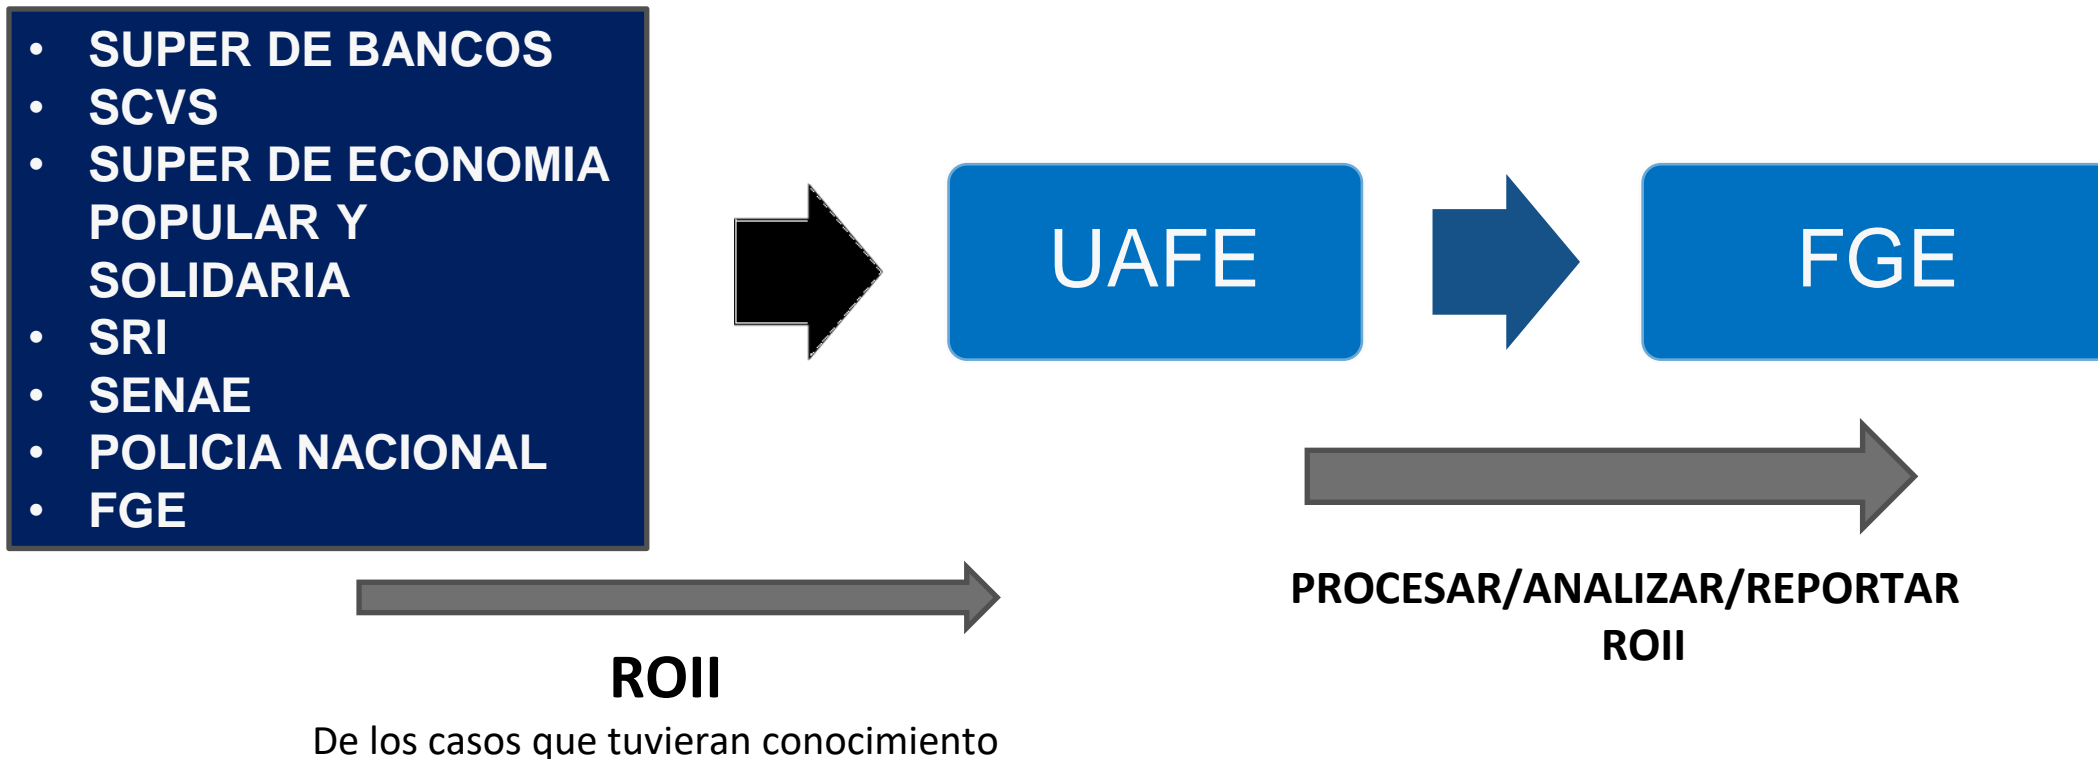 • SUPER DE BANCOS
• SCVS
• SUPER DE ECONOMIA
POPULAR Y
SOLIDARIA
• SRI
• SENAE
• POLICIA NACIONAL
• FGE
UAFE
FGE
ROII
De los casos que tuvieran conocimiento
PROCESAR/ANALIZAR/REPORTAR
ROII